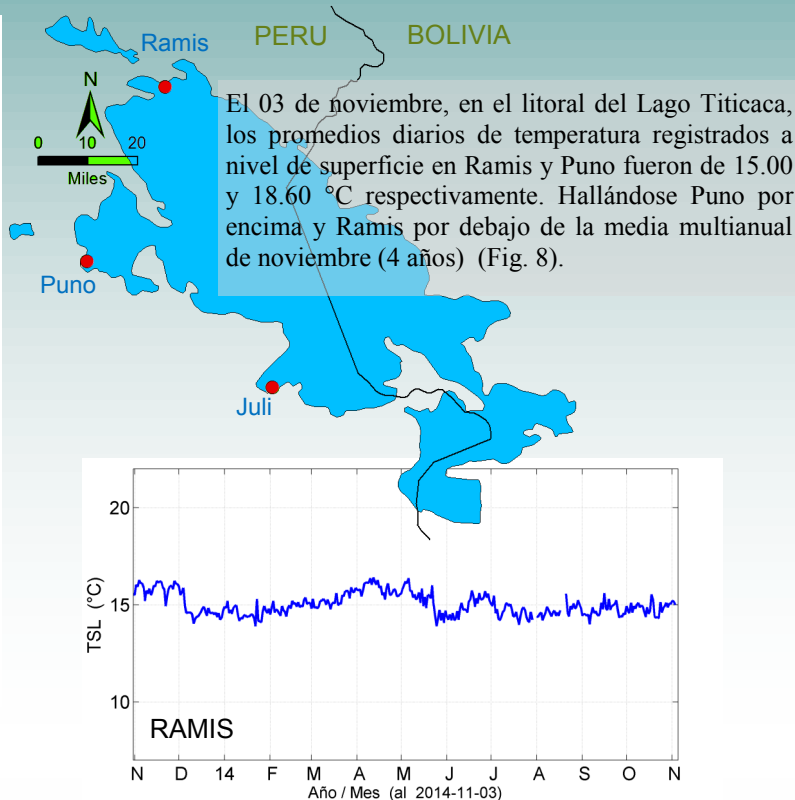 PERU
BOLIVIA
Ramis
N
0 10 20
Miles
El 03 de noviembre, en el litoral del Lago Titicaca,
los promedios diarios de temperatura registrados a
nivel de superficie en Ramis y Puno fueron de 15.00
y 18.60 °C respectivamente. Hallándose Puno por
encima y Ramis por debajo de la media multianual
de noviembre (4 años) (Fig. 8).
Puno
Juli
20
15
10
TSL (°C)
RAMIS
N D 14 F M A M J J A S O N
Año / Mes (al 2014-11-03)